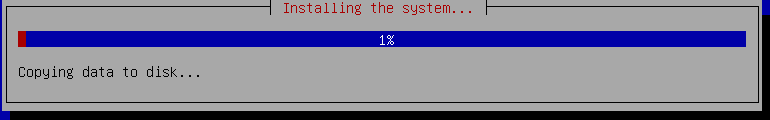 Installing the system...
1%
Copying data to disk...